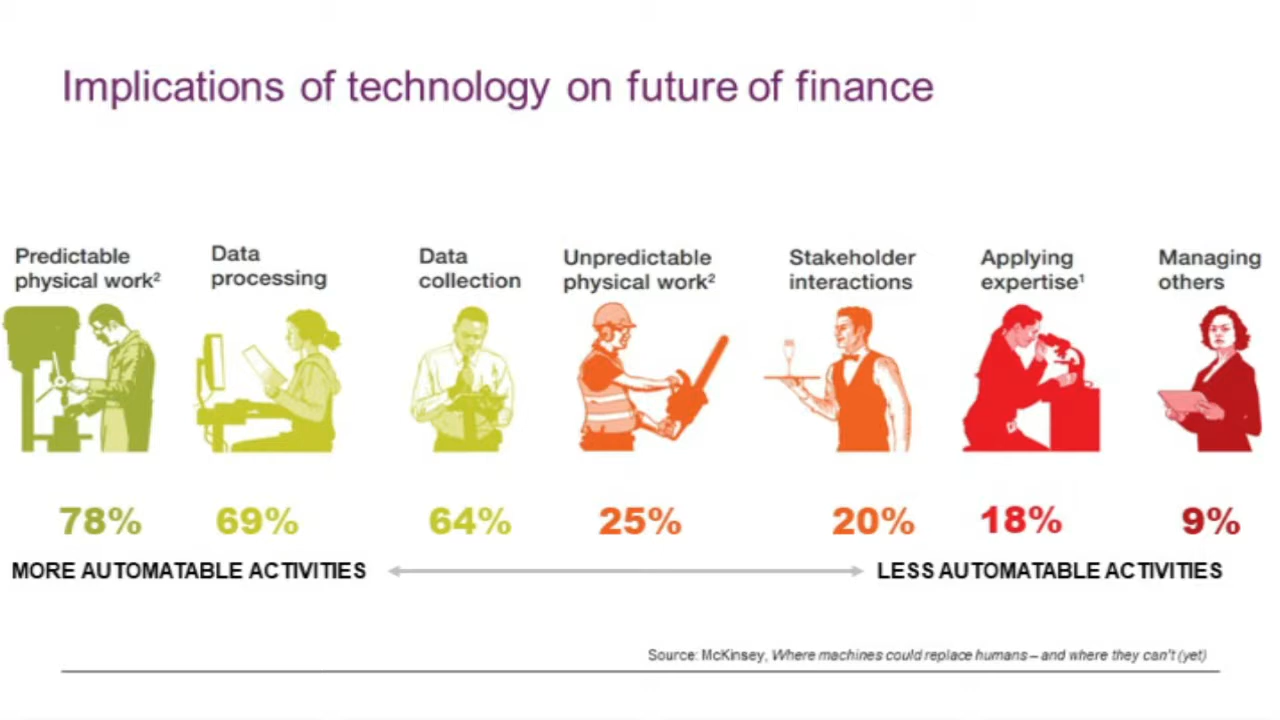 Implications of technology on future of finance
Predictable
physical work²
Data
processing
Data
collection
Unpredictable
physical work²
Stakeholder
interactions
Applying
expertise¹
Managing
others
78%
69%
64%
25%
20%
18%
9%
MORE AUTOMATABLE ACTIVITIES
LESS AUTOMATABLE ACTIVITIES
Source: McKinsey, Where machines could replace humans – and where they can't (yet)